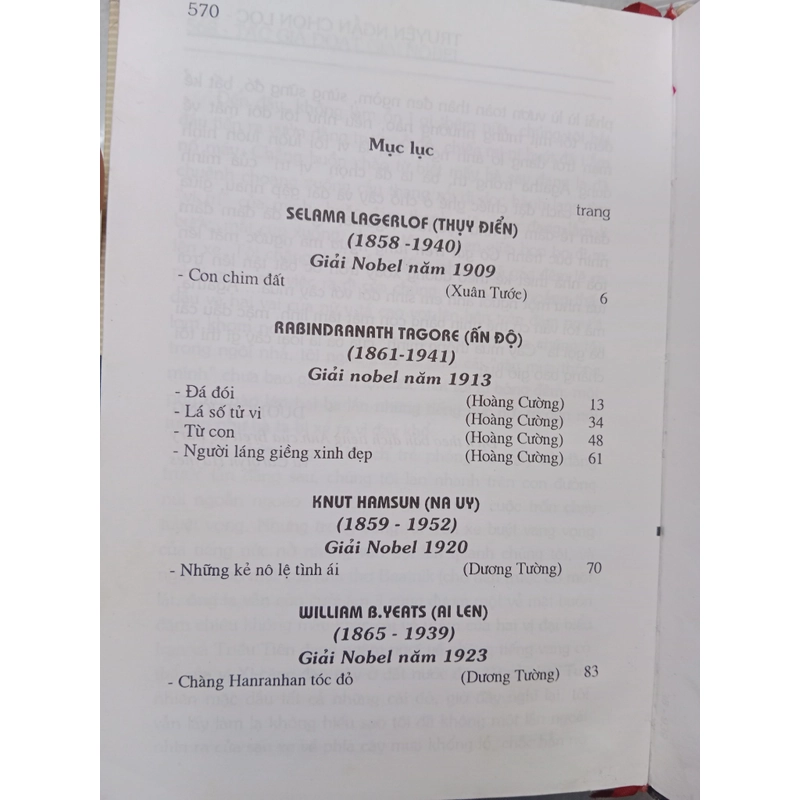 570
Mục lục
trang
SELAMA LAGERLOF (THỤY ĐIỂN)
(1858 -1940)
Giải Nobel năm 1909
- Con chim đất (Xuân Tước) 6
RABINDRANATH TAGORE (ẤN ĐỘ)
(1861-1941)
Giải nobel năm 1913
- Đá đói (Hoàng Cường) 13
- Lá số tử vi (Hoàng Cường) 34
- Từ con (Hoàng Cường) 48
- Người láng giềng xinh đẹp (Hoàng Cường) 61
KNUT HAMSUN (NA UY)
(1859 - 1952)
Giải Nobel 1920
- Những kẻ nô lệ tình ái (Dương Tường) 70
WILLIAM B.YEATS (AI LEN)
(1865 - 1939)
Giải Nobel năm 1923
- Chàng Hanranhan tóc đỏ (Dương Tường) 83